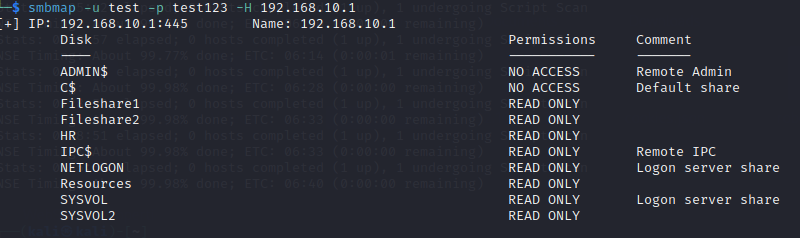 $ smbmap -u test -p test123 -H 192.168.10.1
[+] IP: 192.168.10.1:445 Name: 192.168.10.1
Disk Permissions Comment
---- ----------- -------
ADMIN$ NO ACCESS Remote Admin
C$ NO ACCESS Default share
Fileshare1 READ ONLY
Fileshare2 READ ONLY
HR READ ONLY
IPC$ READ ONLY Remote IPC
NETLOGON READ ONLY Logon server share
Resources READ ONLY
SYSVOL READ ONLY Logon server share
SYSVOL2 READ ONLY